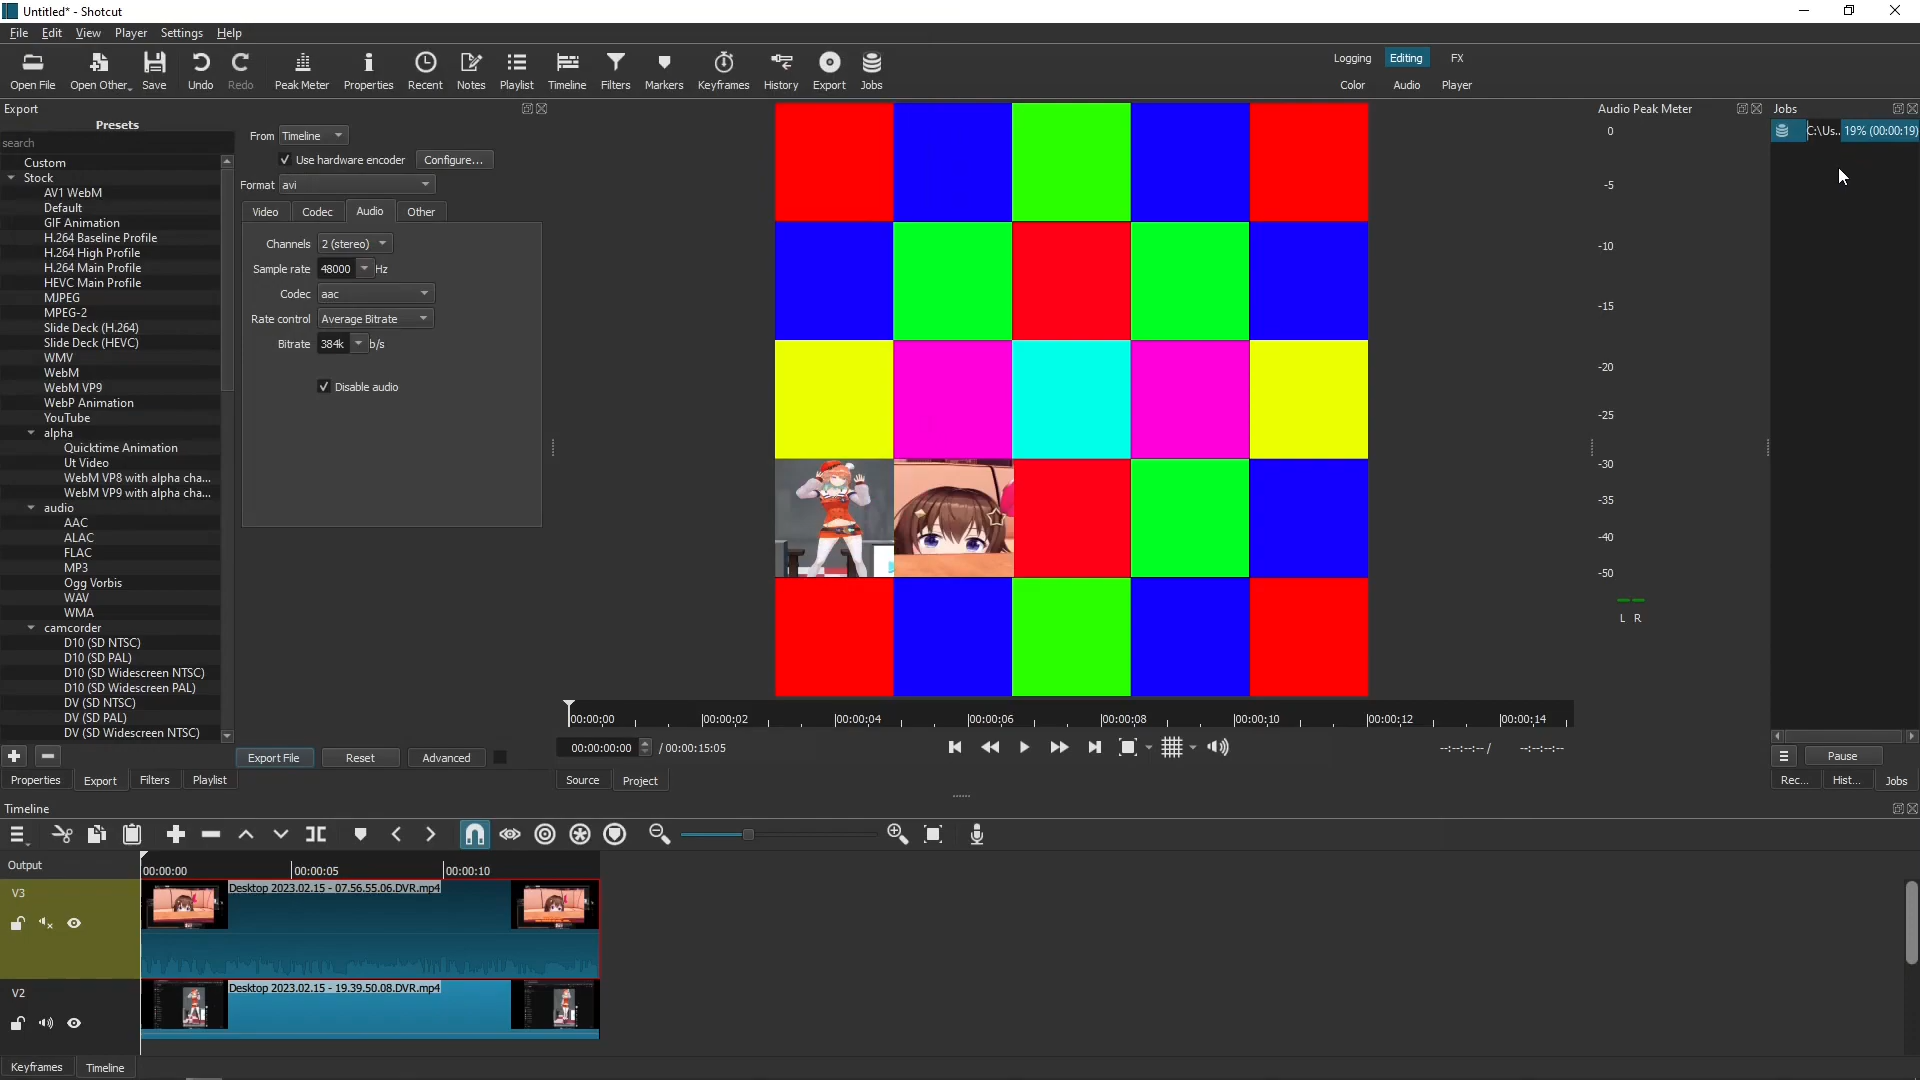 Untitled* - Shotcut
File Edit View Player Settings Help
Open File Open Other.. Save Undo Redo Peak Meter Properties Recent Notes Playlist Timeline Filters Markers Keyframes History Export Jobs
Logging Editing FX
Color Audio Player
Export
Presets
search
Custom
Stock
AV1 WebM
Default
GIF Animation
H.264 Baseline Profile
H.264 High Profile
H.264 Main Profile
HEVC Main Profile
MJPEG
MPEG-2
Slide Deck (H.264)
Slide Deck (HEVC)
WMV
WebM
WebM VP9
WebP Animation
YouTube
alpha
Quicktime Animation
Ut Video
WebM VP8 with alpha cha...
WebM VP9 with alpha cha...
audio
AAC
ALAC
FLAC
MP3
Ogg Vorbis
WAV
WMA
camcorder
D10 (SD NTSC)
D10 (SD PAL)
D10 (SD Widescreen NTSC)
D10 (SD Widescreen PAL)
DV (SD NTSC)
DV (SD PAL)
DV (SD Widescreen NTSC)
From Timeline
Use hardware encoder Configure...
Format avi
Video Codec Audio Other
Channels 2 (stereo)
Sample rate 48000 Hz
Codec aac
Rate control Average Bitrate
Bitrate 384k b/s
Disable audio
Export File Reset Advanced
Properties Export Filters Playlist
00:00:00 00:00:02 00:00:04 00:00:06 00:00:08 00:00:10 00:00:12 00:00:14
00:00:00:00 / 00:00:15:05 --:--:--:-- / --:--:--:--
Source Project
Audio Peak Meter
0
-5
-10
-15
-20
-25
-30
-35
-40
-50
L R
Jobs
C:\Us... 19% (00:00:19)
Pause
Rec... Hist... Jobs
Timeline
Output
00:00:00 00:00:05 00:00:10
V3
Desktop 2023.02.15 - 07.56.55.06.DVR.mp4
V2
Desktop 2023.02.15 - 19.39.50.08.DVR.mp4
Keyframes Timeline